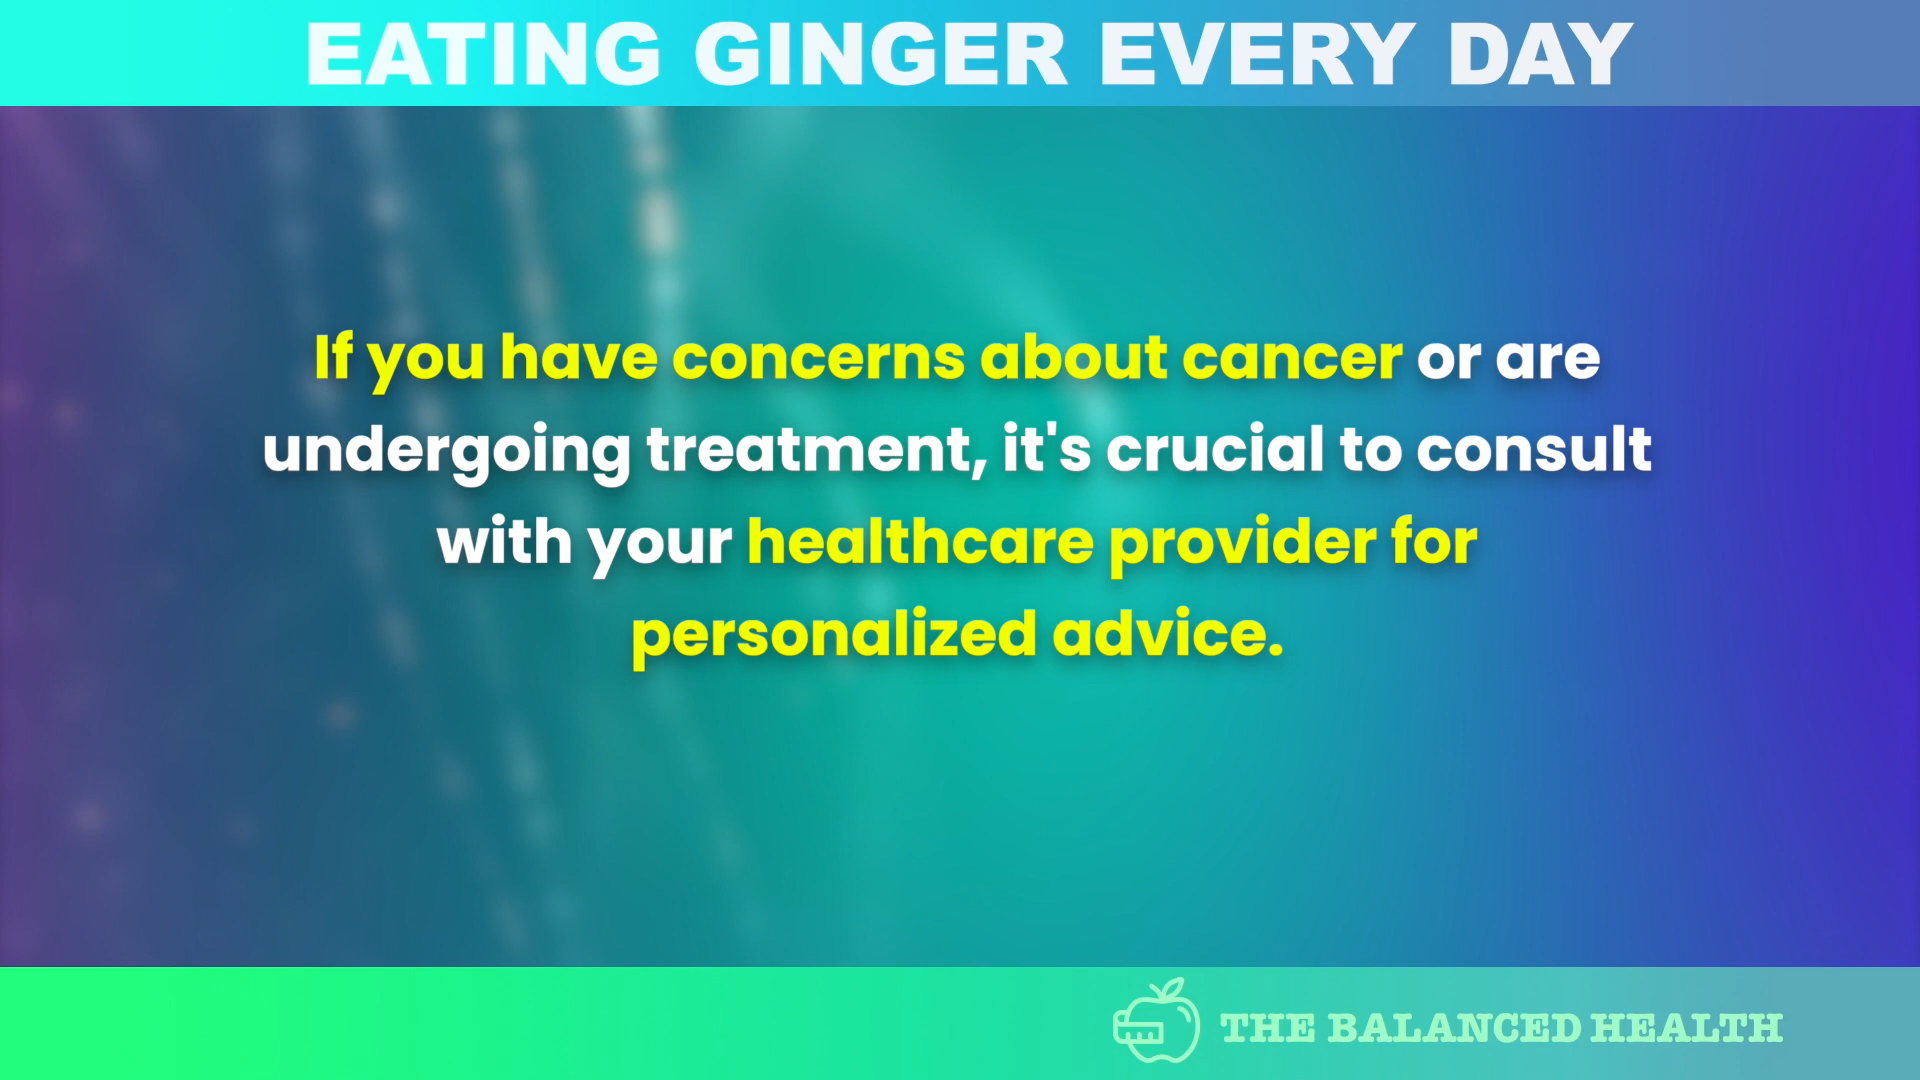 EATING GINGER EVERY DAY
If you have concerns about cancer or are
undergoing treatment, it's crucial to consult
with your healthcare provider for
personalized advice.
THE BALANCED HEALTH